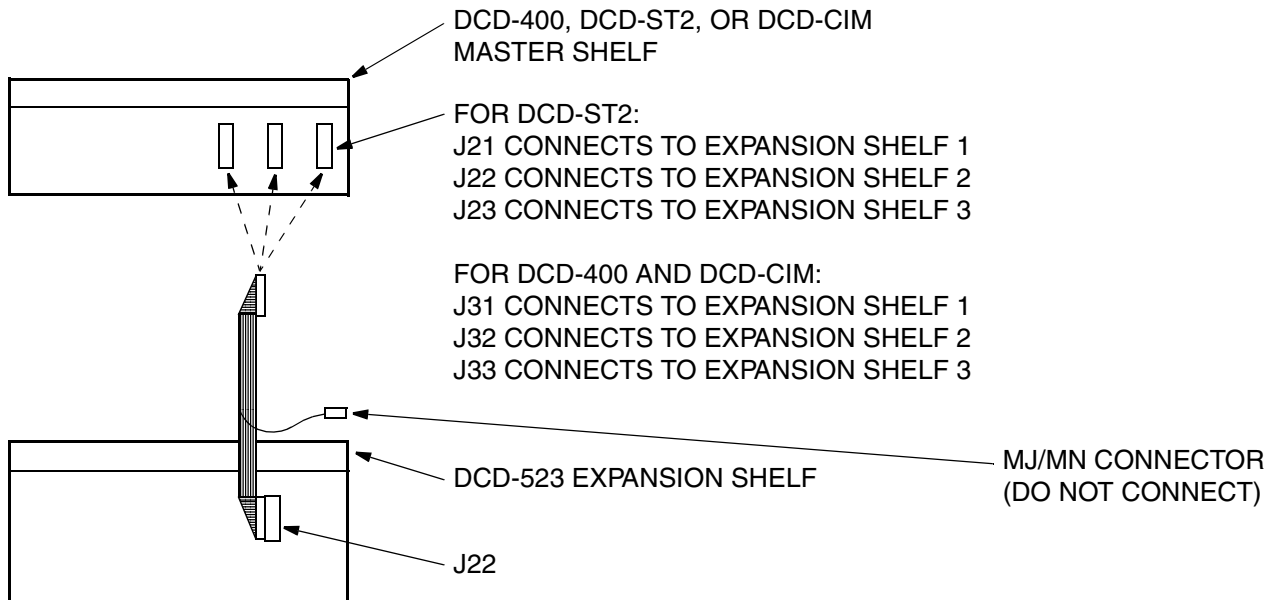 DCD-400, DCD-ST2, OR DCD-CIM
MASTER SHELF
FOR DCD-ST2:
J21 CONNECTS TO EXPANSION SHELF 1
J22 CONNECTS TO EXPANSION SHELF 2
J23 CONNECTS TO EXPANSION SHELF 3
FOR DCD-400 AND DCD-CIM:
J31 CONNECTS TO EXPANSION SHELF 1
J32 CONNECTS TO EXPANSION SHELF 2
J33 CONNECTS TO EXPANSION SHELF 3
MJ/MN CONNECTOR
(DO NOT CONNECT)
DCD-523 EXPANSION SHELF
J22